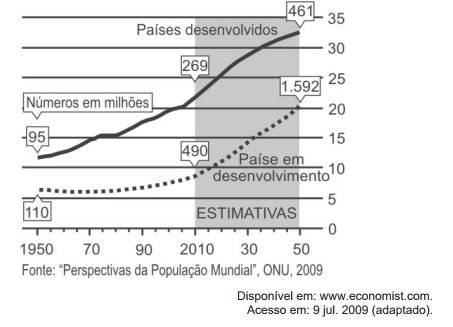 35
461
Países desenvolvidos
30
269
25
1.592
Números em milhões
20
95
15
490
Paíse em
10
desenvolvimento
5
110
ESTIMATIVAS
0
1950 70 90 2010 30 50
Fonte: “Perspectivas da População Mundial”, ONU, 2009
Disponível em: www.economist.com.
Acesso em: 9 jul. 2009 (adaptado).